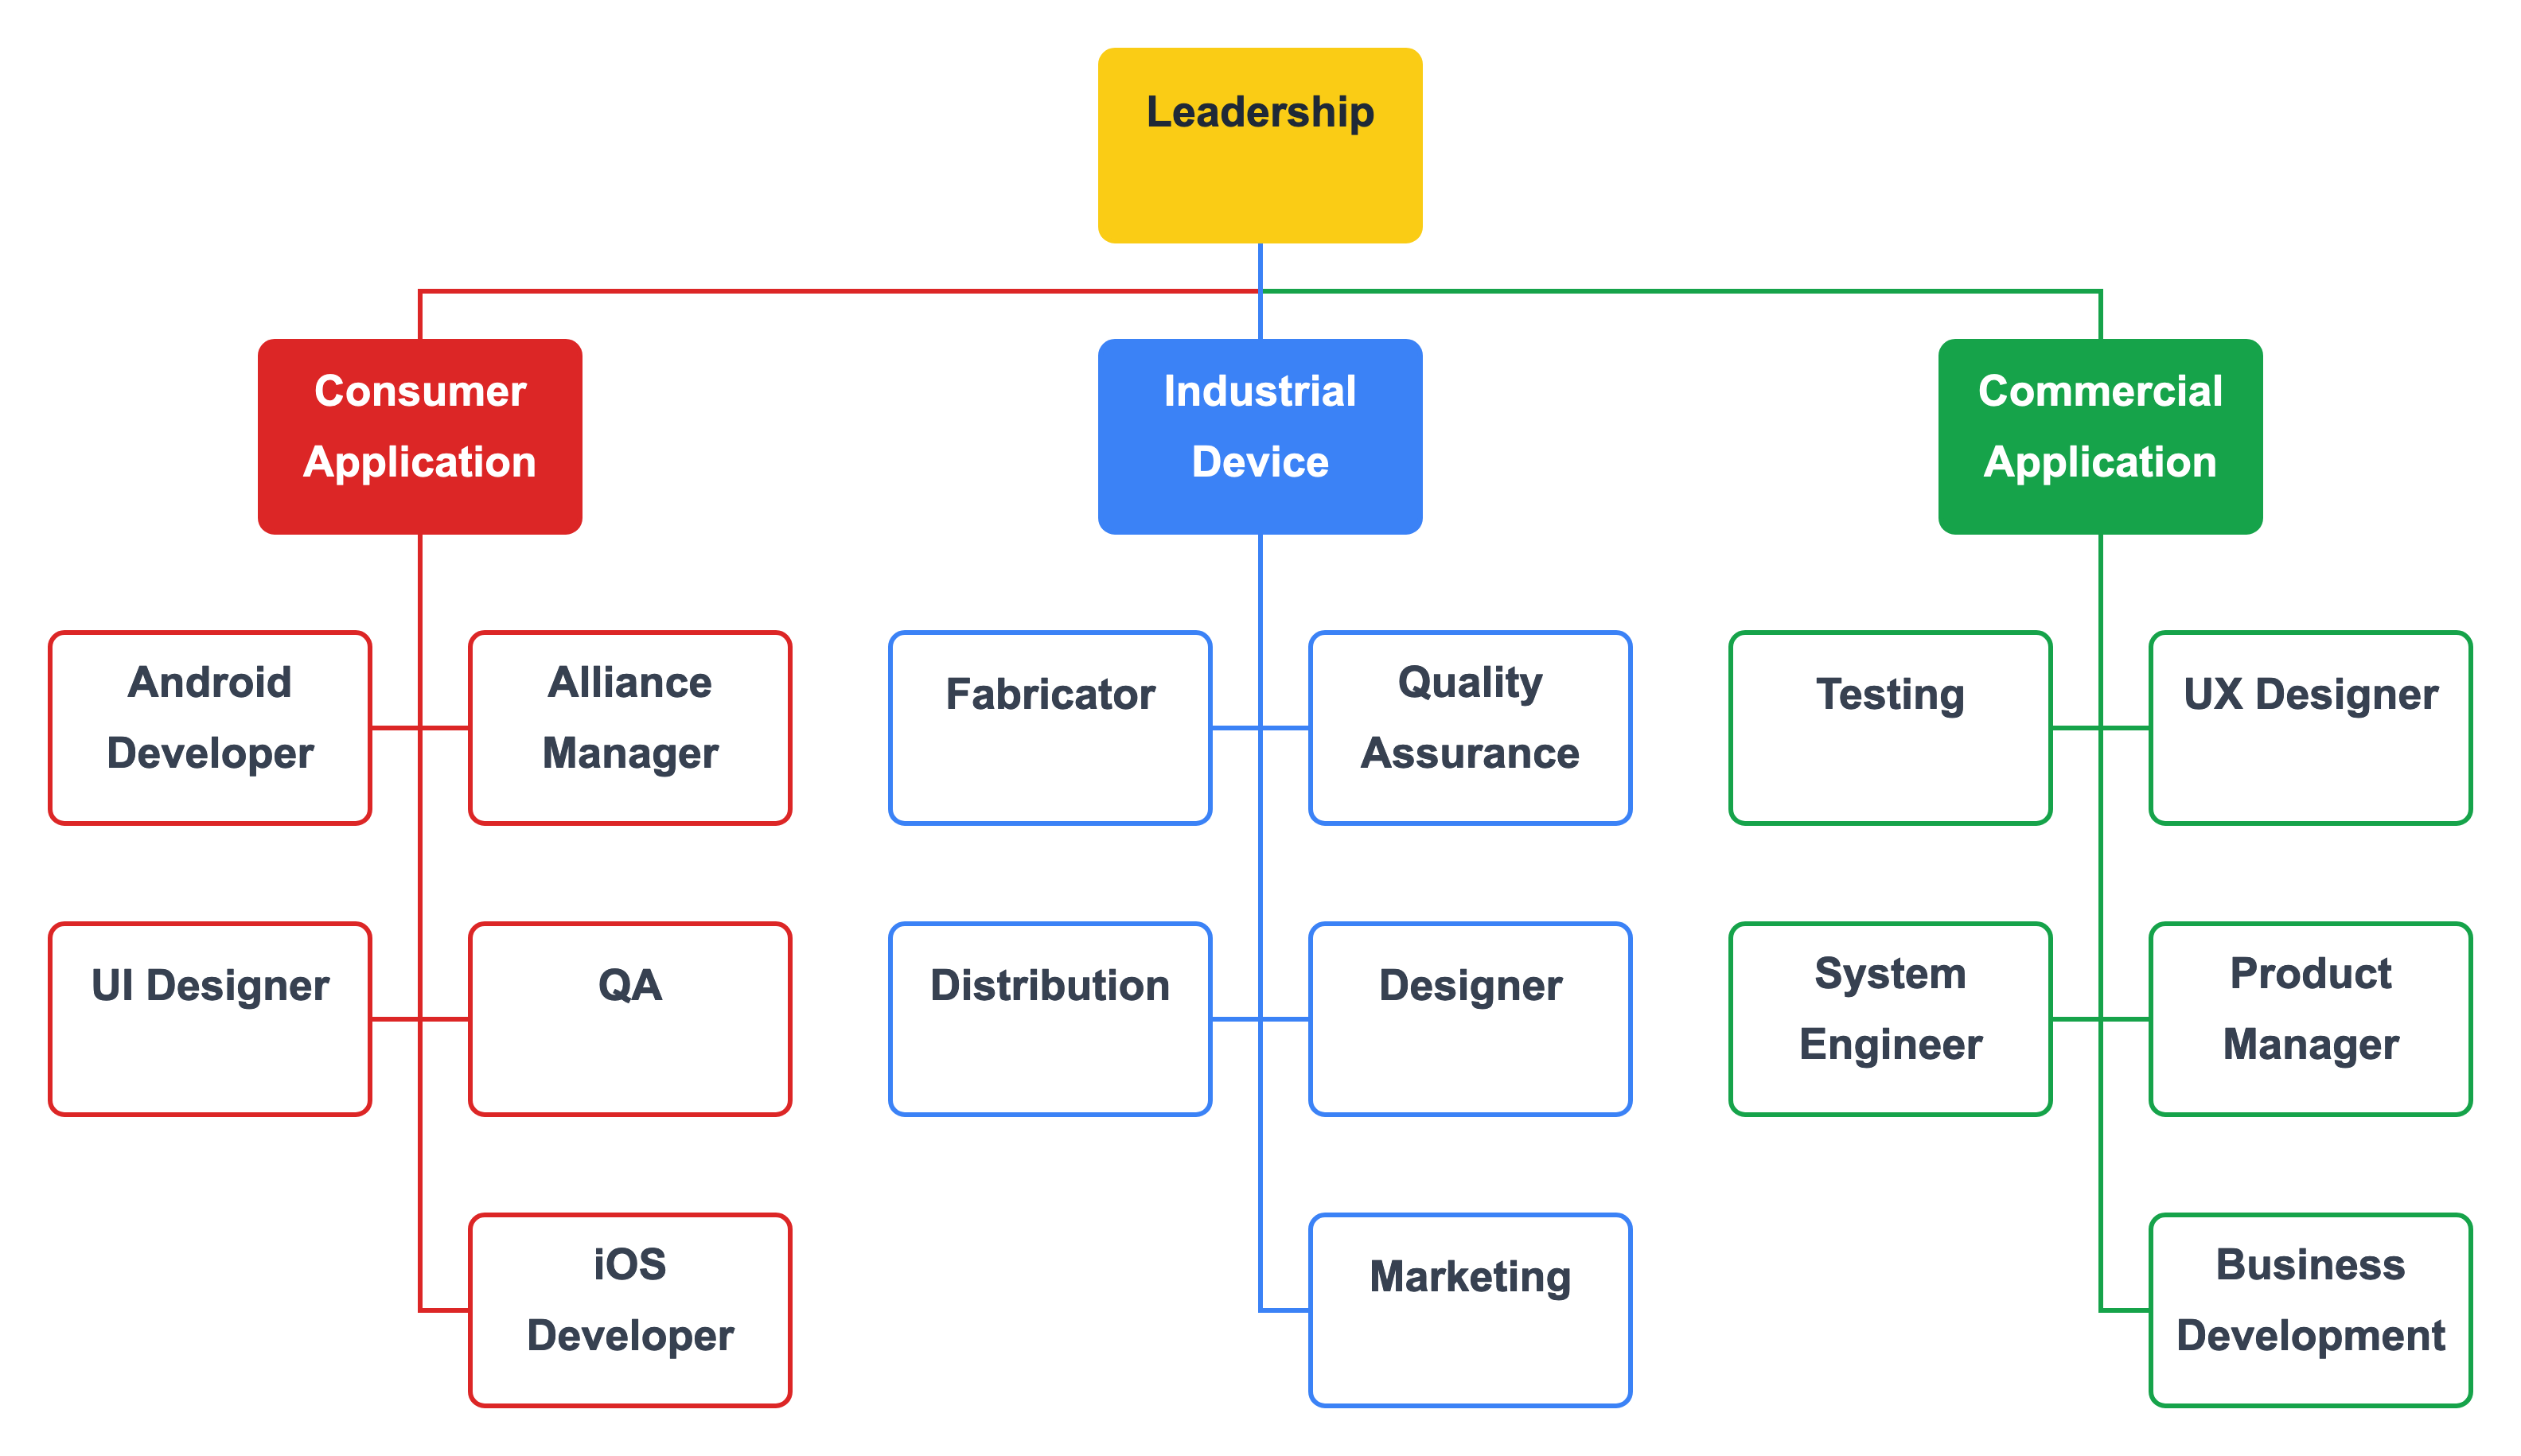 Leadership
Consumer
Application
Industrial
Device
Commercial
Application
Android
Developer
Alliance
Manager
Fabricator
Quality
Assurance
Testing
UX Designer
UI Designer
QA
Distribution
Designer
System
Engineer
Product
Manager
iOS
Developer
Marketing
Business
Development